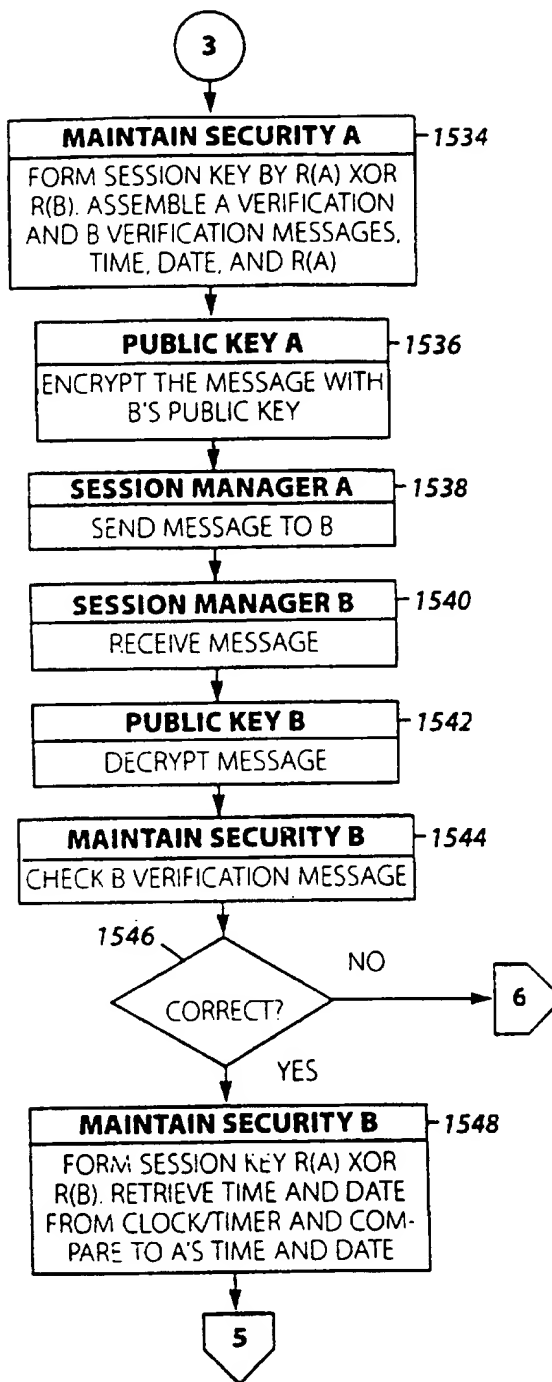 3
MAINTAIN SECURITY A
1534
FORM SESSION KEY BY R(A) XOR
R(B). ASSEMBLE A VERIFICATION
AND B VERIFICATION MESSAGES,
TIME, DATE, AND R(A)
PUBLIC KEY A
1536
ENCRYPT THE MESSAGE WITH
B'S PUBLIC KEY
SESSION MANAGER A
1538
SEND MESSAGE TO B
SESSION MANAGER B
1540
RECEIVE MESSAGE
PUBLIC KEY B
1542
DECRYPT MESSAGE
MAINTAIN SECURITY B
1544
CHECK B VERIFICATION MESSAGE
1546
NO
6
CORRECT?
YES
MAINTAIN SECURITY B
1548
FORM SESSION KEY R(A) XOR
R(B). RETRIEVE TIME AND DATE
FROM CLOCK/TIMER AND COM-
PARE TO A'S TIME AND DATE
5